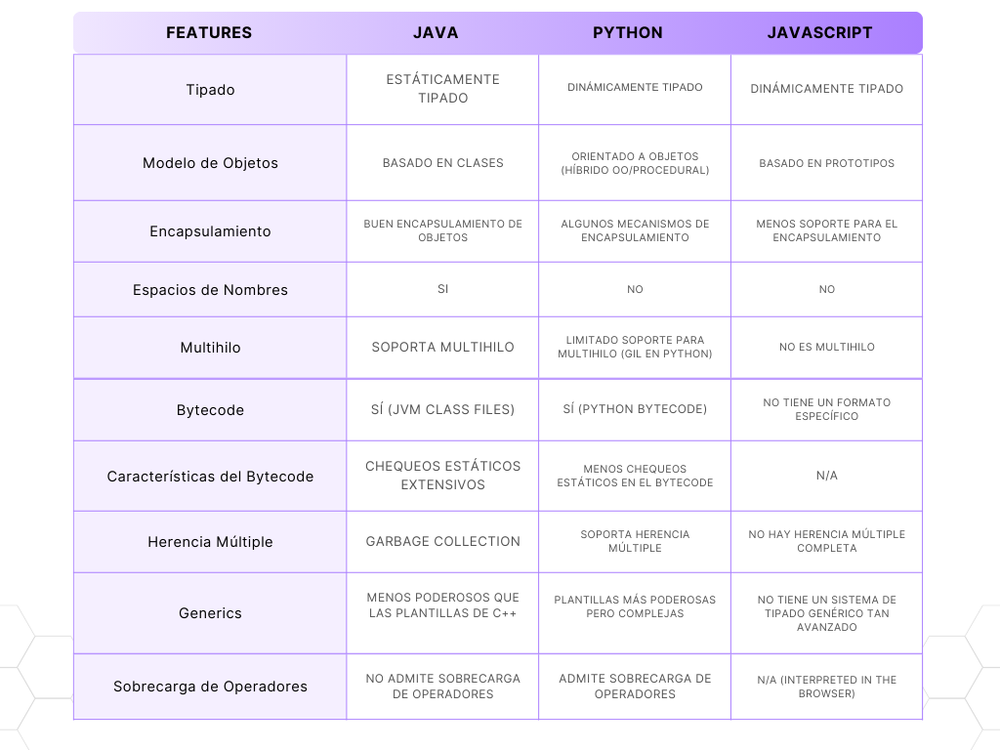 FEATURES JAVA PYTHON JAVASCRIPT
Tipado
ESTÁTICAMENTE
TIPADO
DINÁMICAMENTE TIPADO
DINÁMICAMENTE TIPADO
Modelo de Objetos
BASADO EN CLASES
ORIENTADO A OBJETOS
(HÍBRIDO OO/PROCEDURAL)
BASADO EN PROTOTIPOS
Encapsulamiento
BUEN ENCAPSULAMIENTO DE
OBJETOS
ALGUNOS MECANISMOS DE
ENCAPSULAMIENTO
MENOS SOPORTE PARA EL
ENCAPSULAMIENTO
Espacios de Nombres
SI
NO
NO
Multihilo
SOPORTA MULTIHILO
LIMITADO SOPORTE PARA
MULTIHILO (GIL EN PYTHON)
NO ES MULTIHILO
Bytecode
SÍ (JVM CLASS FILES)
SÍ (PYTHON BYTECODE)
NO TIENE UN FORMATO
ESPECÍFICO
Características del Bytecode
CHEQUEOS ESTÁTICOS
EXTENSIVOS
MENOS CHEQUEOS
ESTÁTICOS EN EL BYTECODE
N/A
Herencia Múltiple
GARBAGE COLLECTION
SOPORTA HERENCIA
MÚLTIPLE
NO HAY HERENCIA MÚLTIPLE
COMPLETA
Generics
MENOS PODEROSOS QUE
LAS PLANTILLAS DE C++
PLANTILLAS MÁS PODEROSAS
PERO COMPLEJAS
NO TIENE UN SISTEMA DE
TIPADO GENÉRICO TAN
AVANZADO
Sobrecarga de Operadores
NO ADMITE SOBRECARGA
DE OPERADORES
ADMITE SOBRECARGA DE
OPERADORES
N/A (INTERPRETED IN THE
BROWSER)